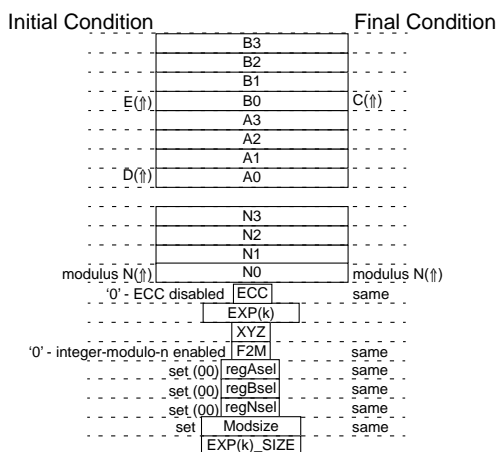 Initial Condition Final Condition
B3
B2
B1
E(⇑) B0 C(⇑)
A3
A2
A1
D(⇑) A0
N3
N2
N1
modulus N(⇑) N0 modulus N(⇑)
‘0’ - ECC disabled ECC same
EXP(k)
XYZ
‘0’ - integer-modulo-n enabled F2M same
set (00) regAsel same
set (00) regBsel same
set (00) regNsel same
set Modsize same
EXP(k)_SIZE